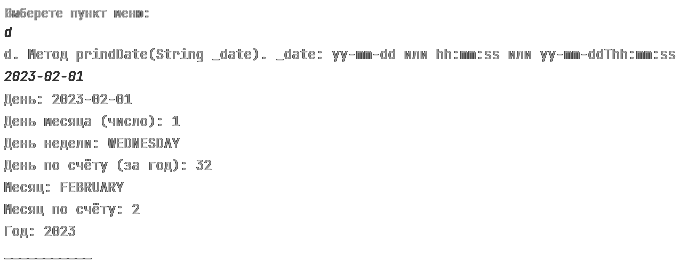 Выберете пункт меню:
d
d. Метод prindDate(String _date). _date: yy-mm-dd или hh:mm:ss или yy-mm-ddThh:mm:ss
2023-02-01
День: 2023-02-01
День месяца (число): 1
День недели: WEDNESDAY
День по счёту (за год): 32
Месяц: FEBRUARY
Месяц по счёту: 2
Год: 2023
___________